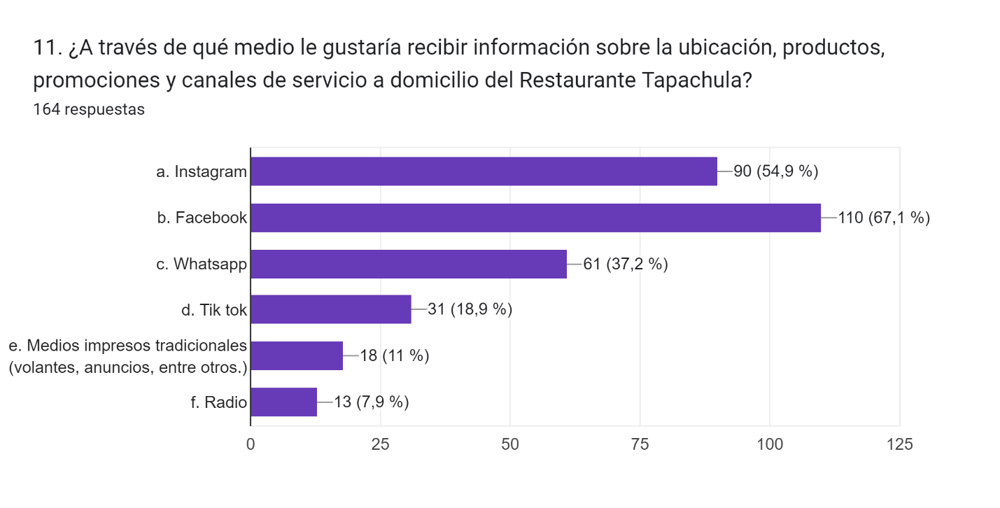 11. ¿A través de qué medio le gustaría recibir información sobre la ubicación, productos,
promociones y canales de servicio a domicilio del Restaurante Tapachula?
164 respuestas
a. Instagram
90 (54,9 %)
b. Facebook
110 (67,1 %)
c. Whatsapp
61 (37,2 %)
d. Tik tok
31 (18,9 %)
e. Medios impresos tradicionales
(volantes, anuncios, entre otros.)
18 (11 %)
f. Radio
13 (7,9 %)
0 25 50 75 100 125